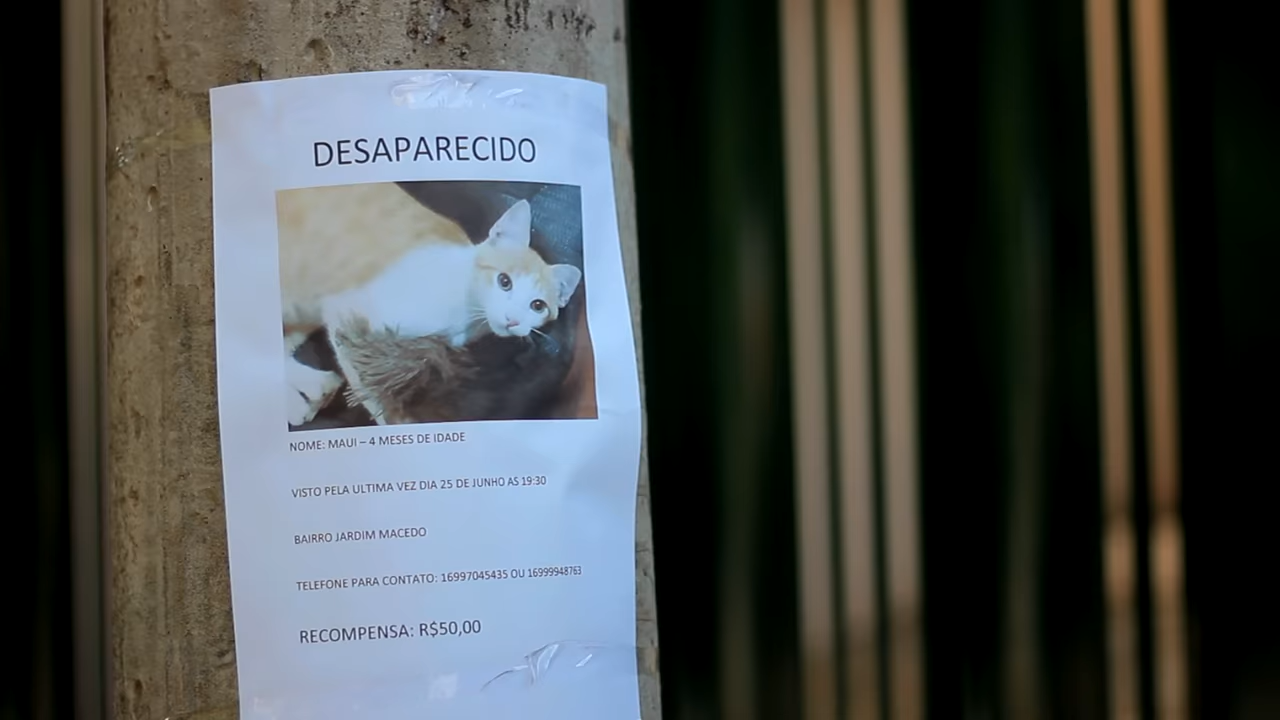 DESAPARECIDO
NOME: MAUI – 4 MESES DE IDADE
VISTO PELA ULTIMA VEZ DIA 25 DE JUNHO AS 19:30
BAIRRO JARDIM MACEDO
TELEFONE PARA CONTATO: 16997045435 OU 16999948763
RECOMPENSA: R$50,00